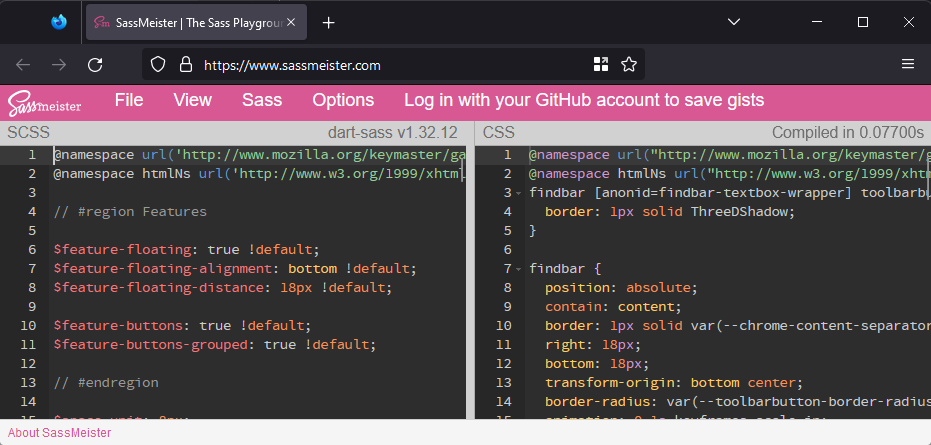 SassMeister | The Sass Playgroun
https://www.sassmeister.com
Sass meister File View Sass Options Log in with your GitHub account to save gists
SCSS dart-sass v1.32.12
1 @namespace url('http://www.mozilla.org/keymaster/ga
2 @namespace htmlNs url('http://www.w3.org/1999/xhtml
3
4 // #region Features
5
6 $feature-floating: true !default;
7 $feature-floating-alignment: bottom !default;
8 $feature-floating-distance: 18px !default;
9
10 $feature-buttons: true !default;
11 $feature-buttons-grouped: true !default;
12
13 // #endregion
14
CSS Compiled in 0.07700s
1 @namespace url("http://www.mozilla.org/keymaster/g
2 @namespace htmlNs url("http://www.w3.org/1999/xhtm
3 findbar [anonid=findbar-textbox-wrapper] toolbarbu
4 border: 1px solid ThreeDShadow;
5 }
6
7 findbar {
8 position: absolute;
9 contain: content;
10 border: 1px solid var(--chrome-content-separator
11 right: 18px;
12 bottom: 18px;
13 transform-origin: bottom center;
14 border-radius: var(--toolbarbutton-border-radius
About SassMeister